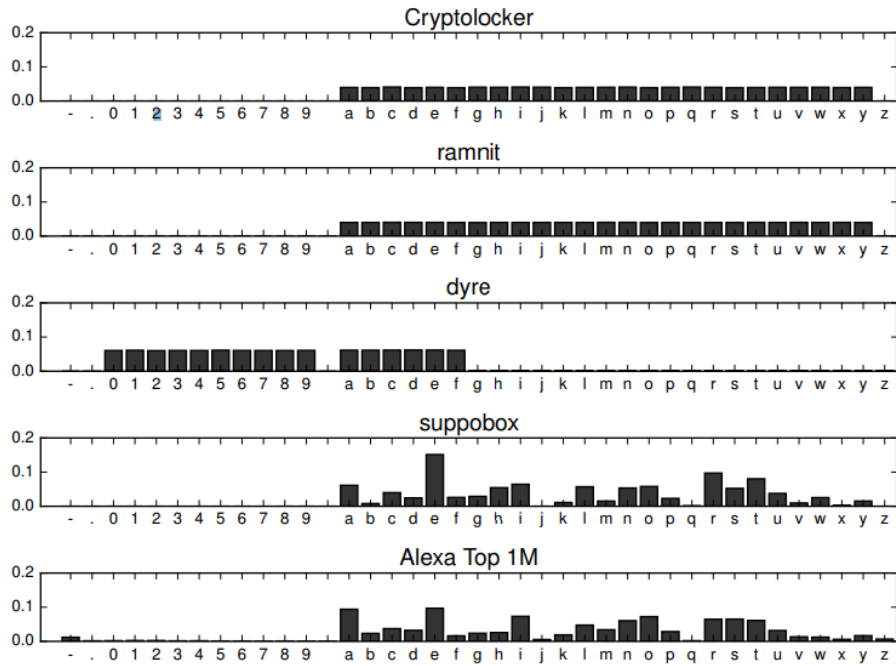 Cryptolocker
0.2
0.1
0.0
- . 0 1 2 3 4 5 6 7 8 9 a b c d e f g h i j k l m n o p q r s t u v w x y z
ramnit
0.2
0.1
0.0
- . 0 1 2 3 4 5 6 7 8 9 a b c d e f g h i j k l m n o p q r s t u v w x y z
dyre
0.2
0.1
0.0
- . 0 1 2 3 4 5 6 7 8 9 a b c d e f g h i j k l m n o p q r s t u v w x y z
suppobox
0.2
0.1
0.0
- . 0 1 2 3 4 5 6 7 8 9 a b c d e f g h i j k l m n o p q r s t u v w x y z
Alexa Top 1M
0.2
0.1
0.0
- . 0 1 2 3 4 5 6 7 8 9 a b c d e f g h i j k l m n o p q r s t u v w x y z